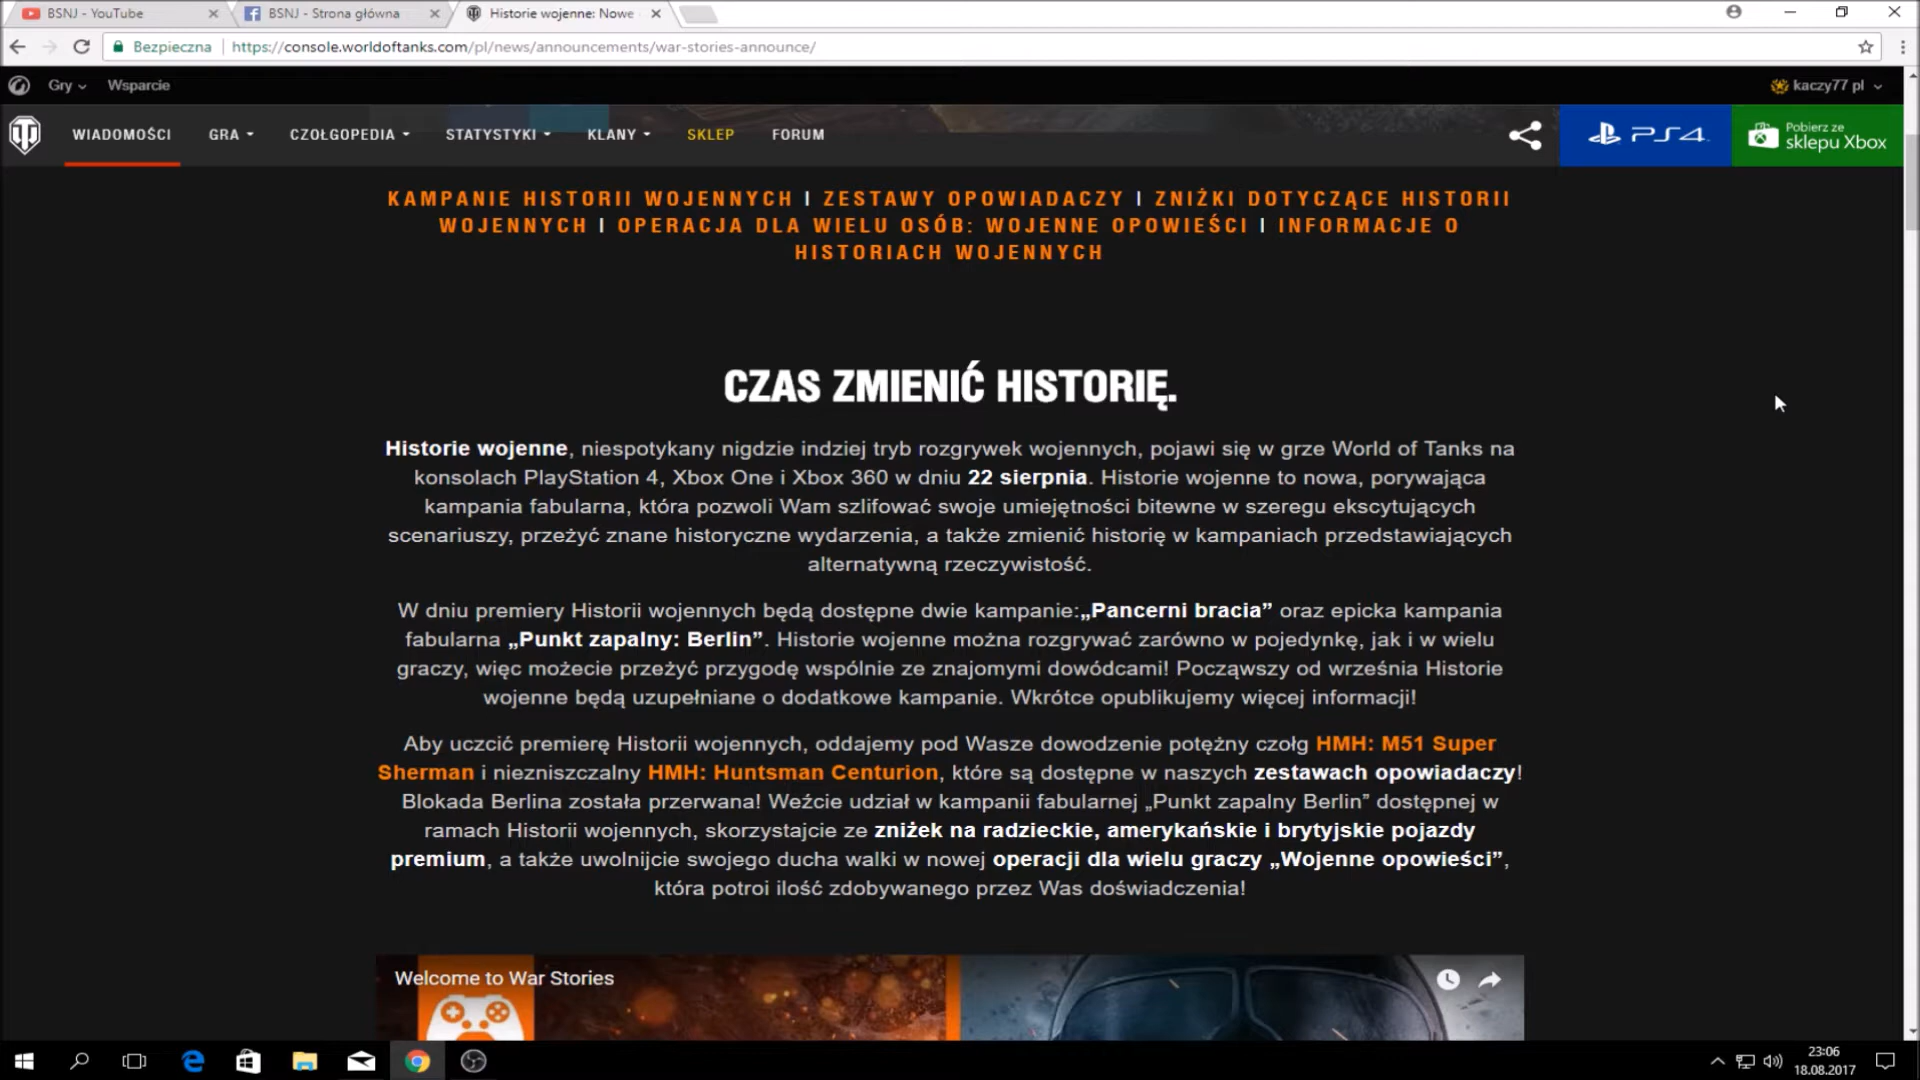 BSNJ - YouTube
BSNJ - Strona główna
Historie wojenne: Nowe
Bezpieczna
https://console.worldoftanks.com/pl/news/announcements/war-stories-announce/
Gry
Wsparcie
kaczy77 pl
WIADOMOŚCI
GRA
CZOŁGOPEDIA
STATYSTYKI
KLANY
SKLEP
FORUM
PS4
Pobierz ze
sklepu Xbox
KAMPANIE HISTORII WOJENNYCH | ZESTAWY OPOWIADACZY | ZNIŻKI DOTYCZĄCE HISTORII
WOJENNYCH | OPERACJA DLA WIELU OSÓB: WOJENNE OPOWIEŚCI | INFORMACJE O
HISTORIACH WOJENNYCH
CZAS ZMIENIĆ HISTORIĘ.
Historie wojenne, niespotykany nigdzie indziej tryb rozgrywek wojennych, pojawi się w grze World of Tanks na
konsolach PlayStation 4, Xbox One i Xbox 360 w dniu 22 sierpnia. Historie wojenne to nowa, porywająca
kampania fabularna, która pozwoli Wam szlifować swoje umiejętności bitewne w szeregu ekscytujących
scenariuszy, przeżyć znane historyczne wydarzenia, a także zmienić historię w kampaniach przedstawiających
alternatywną rzeczywistość.
W dniu premiery Historii wojennych będą dostępne dwie kampanie:„Pancerni bracia” oraz epicka kampania
fabularna „Punkt zapalny: Berlin”. Historie wojenne można rozgrywać zarówno w pojedynkę, jak i w wielu
graczy, więc możecie przeżyć przygodę wspólnie ze znajomymi dowódcami! Począwszy od września Historie
wojenne będą uzupełniane o dodatkowe kampanie. Wkrótce opublikujemy więcej informacji!
Aby uczcić premierę Historii wojennych, oddajemy pod Wasze dowodzenie potężny czołg HMH: M51 Super
Sherman i niezniszczalny HMH: Huntsman Centurion, które są dostępne w naszych zestawach opowiadaczy!
Blokada Berlina została przerwana! Weźcie udział w kampanii fabularnej „Punkt zapalny Berlin” dostępnej w
ramach Historii wojennych, skorzystajcie ze zniżek na radzieckie, amerykańskie i brytyjskie pojazdy
premium, a także uwolnijcie swojego ducha walki w nowej operacji dla wielu graczy „Wojenne opowieści”,
która potroi ilość zdobywanego przez Was doświadczenia!
Welcome to War Stories
23:06
18.08.2017